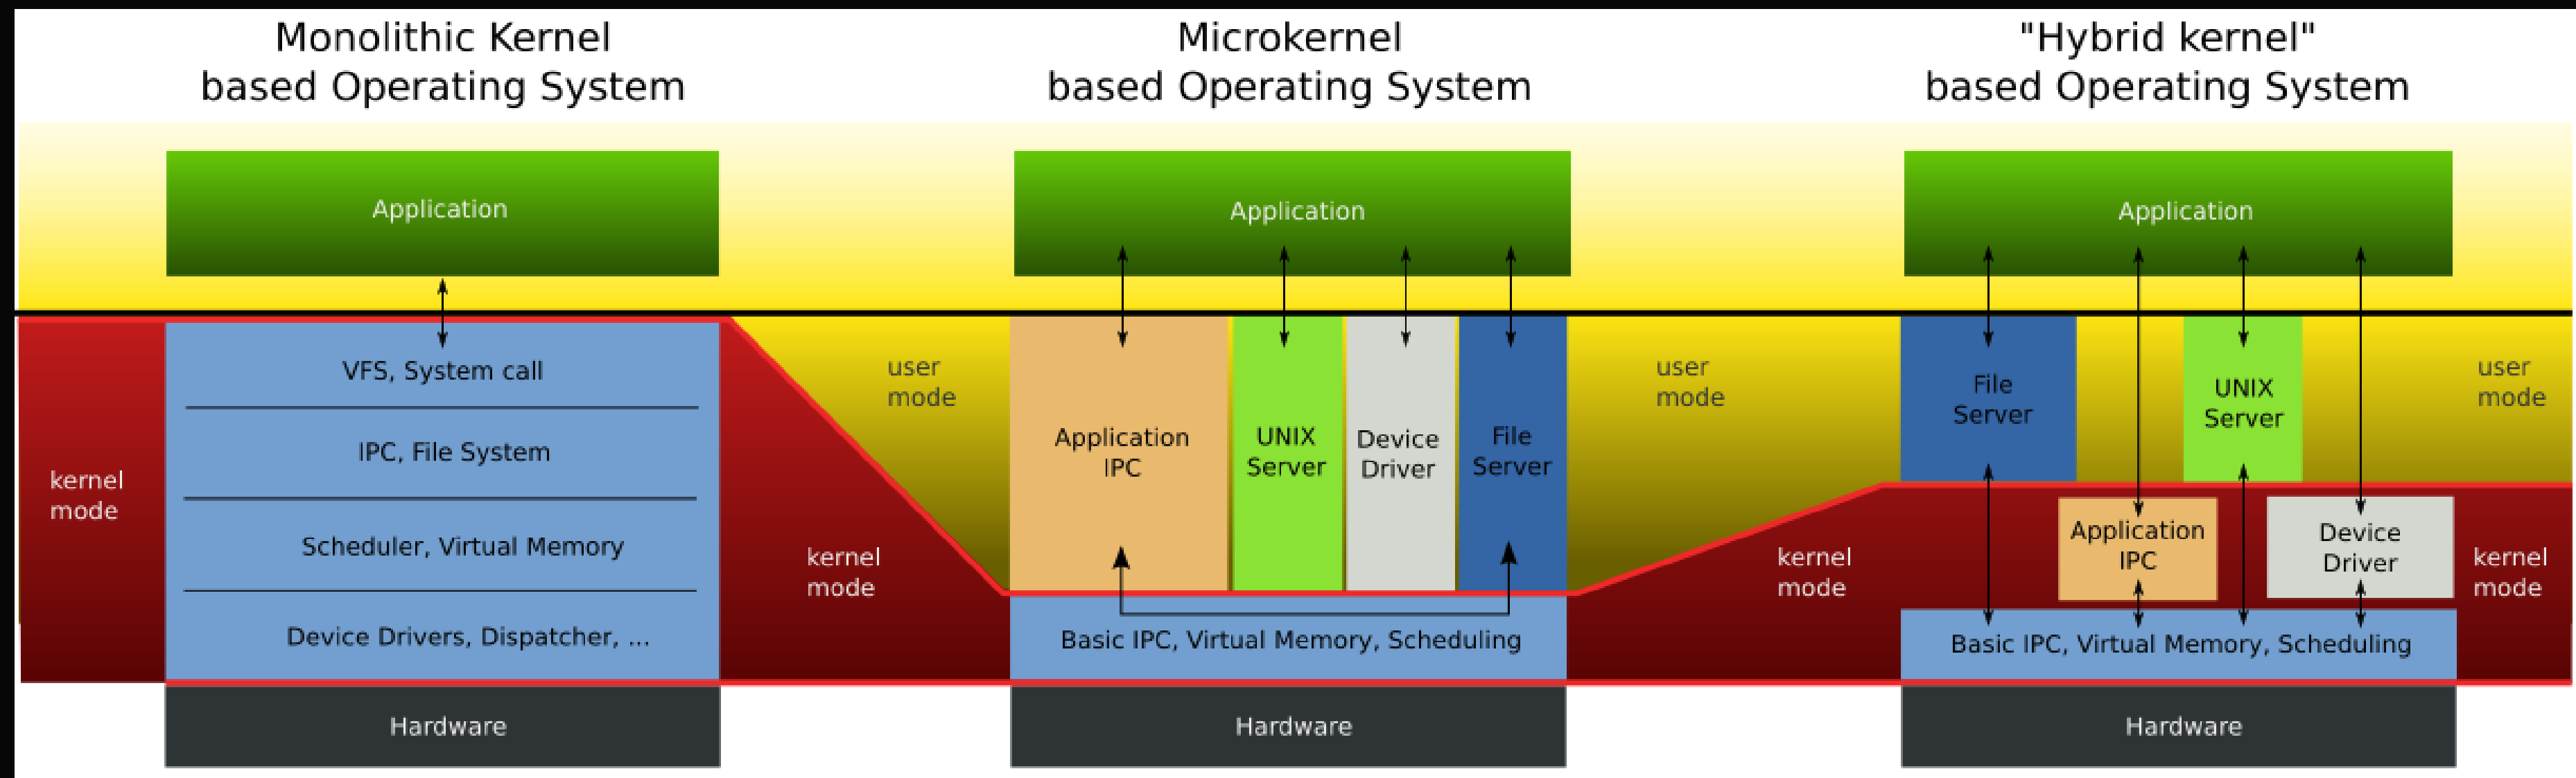 Monolithic Kernel
based Operating System
Application
VFS, System call
IPC, File System
Scheduler, Virtual Memory
Device Drivers, Dispatcher, ...
kernel
mode
Hardware
kernel
mode
user
mode
Microkernel
based Operating System
Application
Application
IPC
UNIX
Server
Device
Driver
File
Server
Basic IPC, Virtual Memory, Scheduling
Hardware
user
mode
kernel
mode
"Hybrid kernel"
based Operating System
Application
File
Server
UNIX
Server
Application
IPC
Device
Driver
Basic IPC, Virtual Memory, Scheduling
Hardware
user
mode
kernel
mode